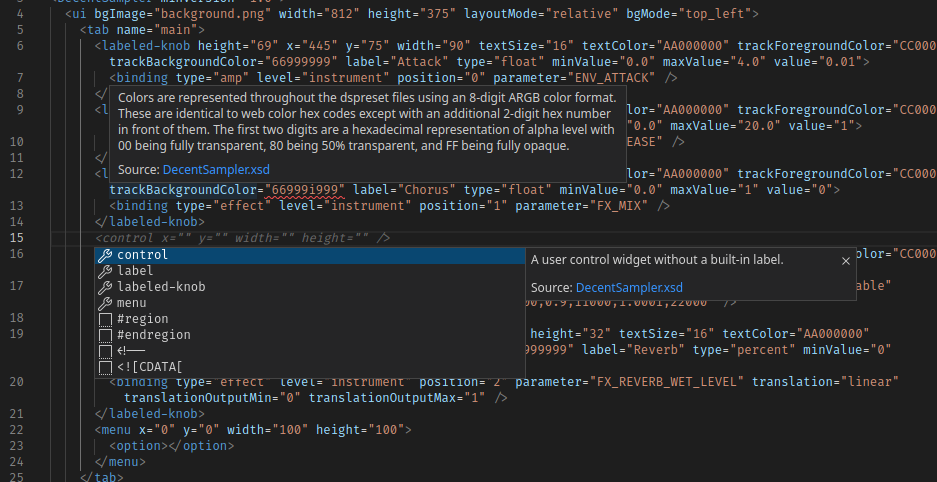 3 <DecentSampler minVersion="1.0">
4 <ui bgImage="background.png" width="812" height="375" layoutMode="relative" bgMode="top_left">
5 <tab name="main">
6 <labeled-knob height="69" x="445" y="75" width="90" textSize="16" textColor="AA000000" trackForegroundColor="CC000
trackBackgroundColor="66999999" label="Attack" type="float" minValue="0.0" maxValue="4.0" value="0.01">
7 <binding type="amp" level="instrument" position="0" parameter="ENV_ATTACK" />
8 </
Colors are represented throughout the dspreset files using an 8-digit ARGB color format.
These are identical to web color hex codes except with an additional 2-digit hex number
in front of them. The first two digits are a hexadecimal representation of alpha level with
00 being fully transparent, 80 being 50% transparent, and FF being fully opaque.
Source: DecentSampler.xsd
9 <l or="AA000000" trackForegroundColor="CC000
"0.0" maxValue="20.0" value="1">
10 EASE" />
11 </
12 <l or="AA000000" trackForegroundColor="CC000
trackBackgroundColor="66999i999" label="Chorus" type="float" minValue="0.0" maxValue="1" value="0">
13 <binding type="effect" level="instrument" position="1" parameter="FX_MIX" />
14 </labeled-knob>
15 <control x="" y="" width="" height="" />
control
label
labeled-knob
menu
#region
#endregion
<!--
<![CDATA[
A user control widget without a built-in label. ×
Source: DecentSampler.xsd
16 olor="CC000
17 able"
00,0.9,11000,1.0001,22000" />
18
19 height="32" textSize="16" textColor="AA000000"
999999" label="Reverb" type="percent" minValue="0"
20 <binding type="effect" level="instrument" position="2" parameter="FX_REVERB_WET_LEVEL" translation="linear"
translationOutputMin="0" translationOutputMax="1" />
21 </labeled-knob>
22 <menu x="0" y="0" width="100" height="100">
23 <option></option>
24 </menu>
25 </tab>